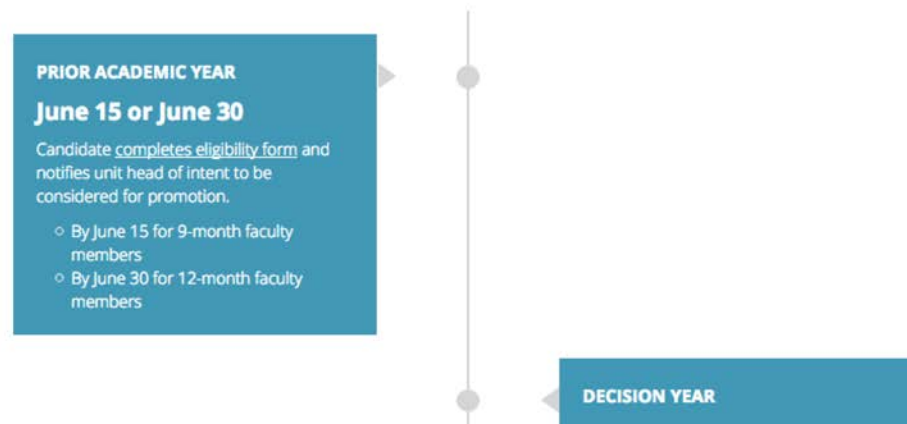 PRIOR ACADEMIC YEAR
June 15 or June 30
Candidate completes eligibility form and
notifies unit head of intent to be
considered for promotion.
By June 15 for 9-month faculty
members
By June 30 for 12-month faculty
members
DECISION YEAR